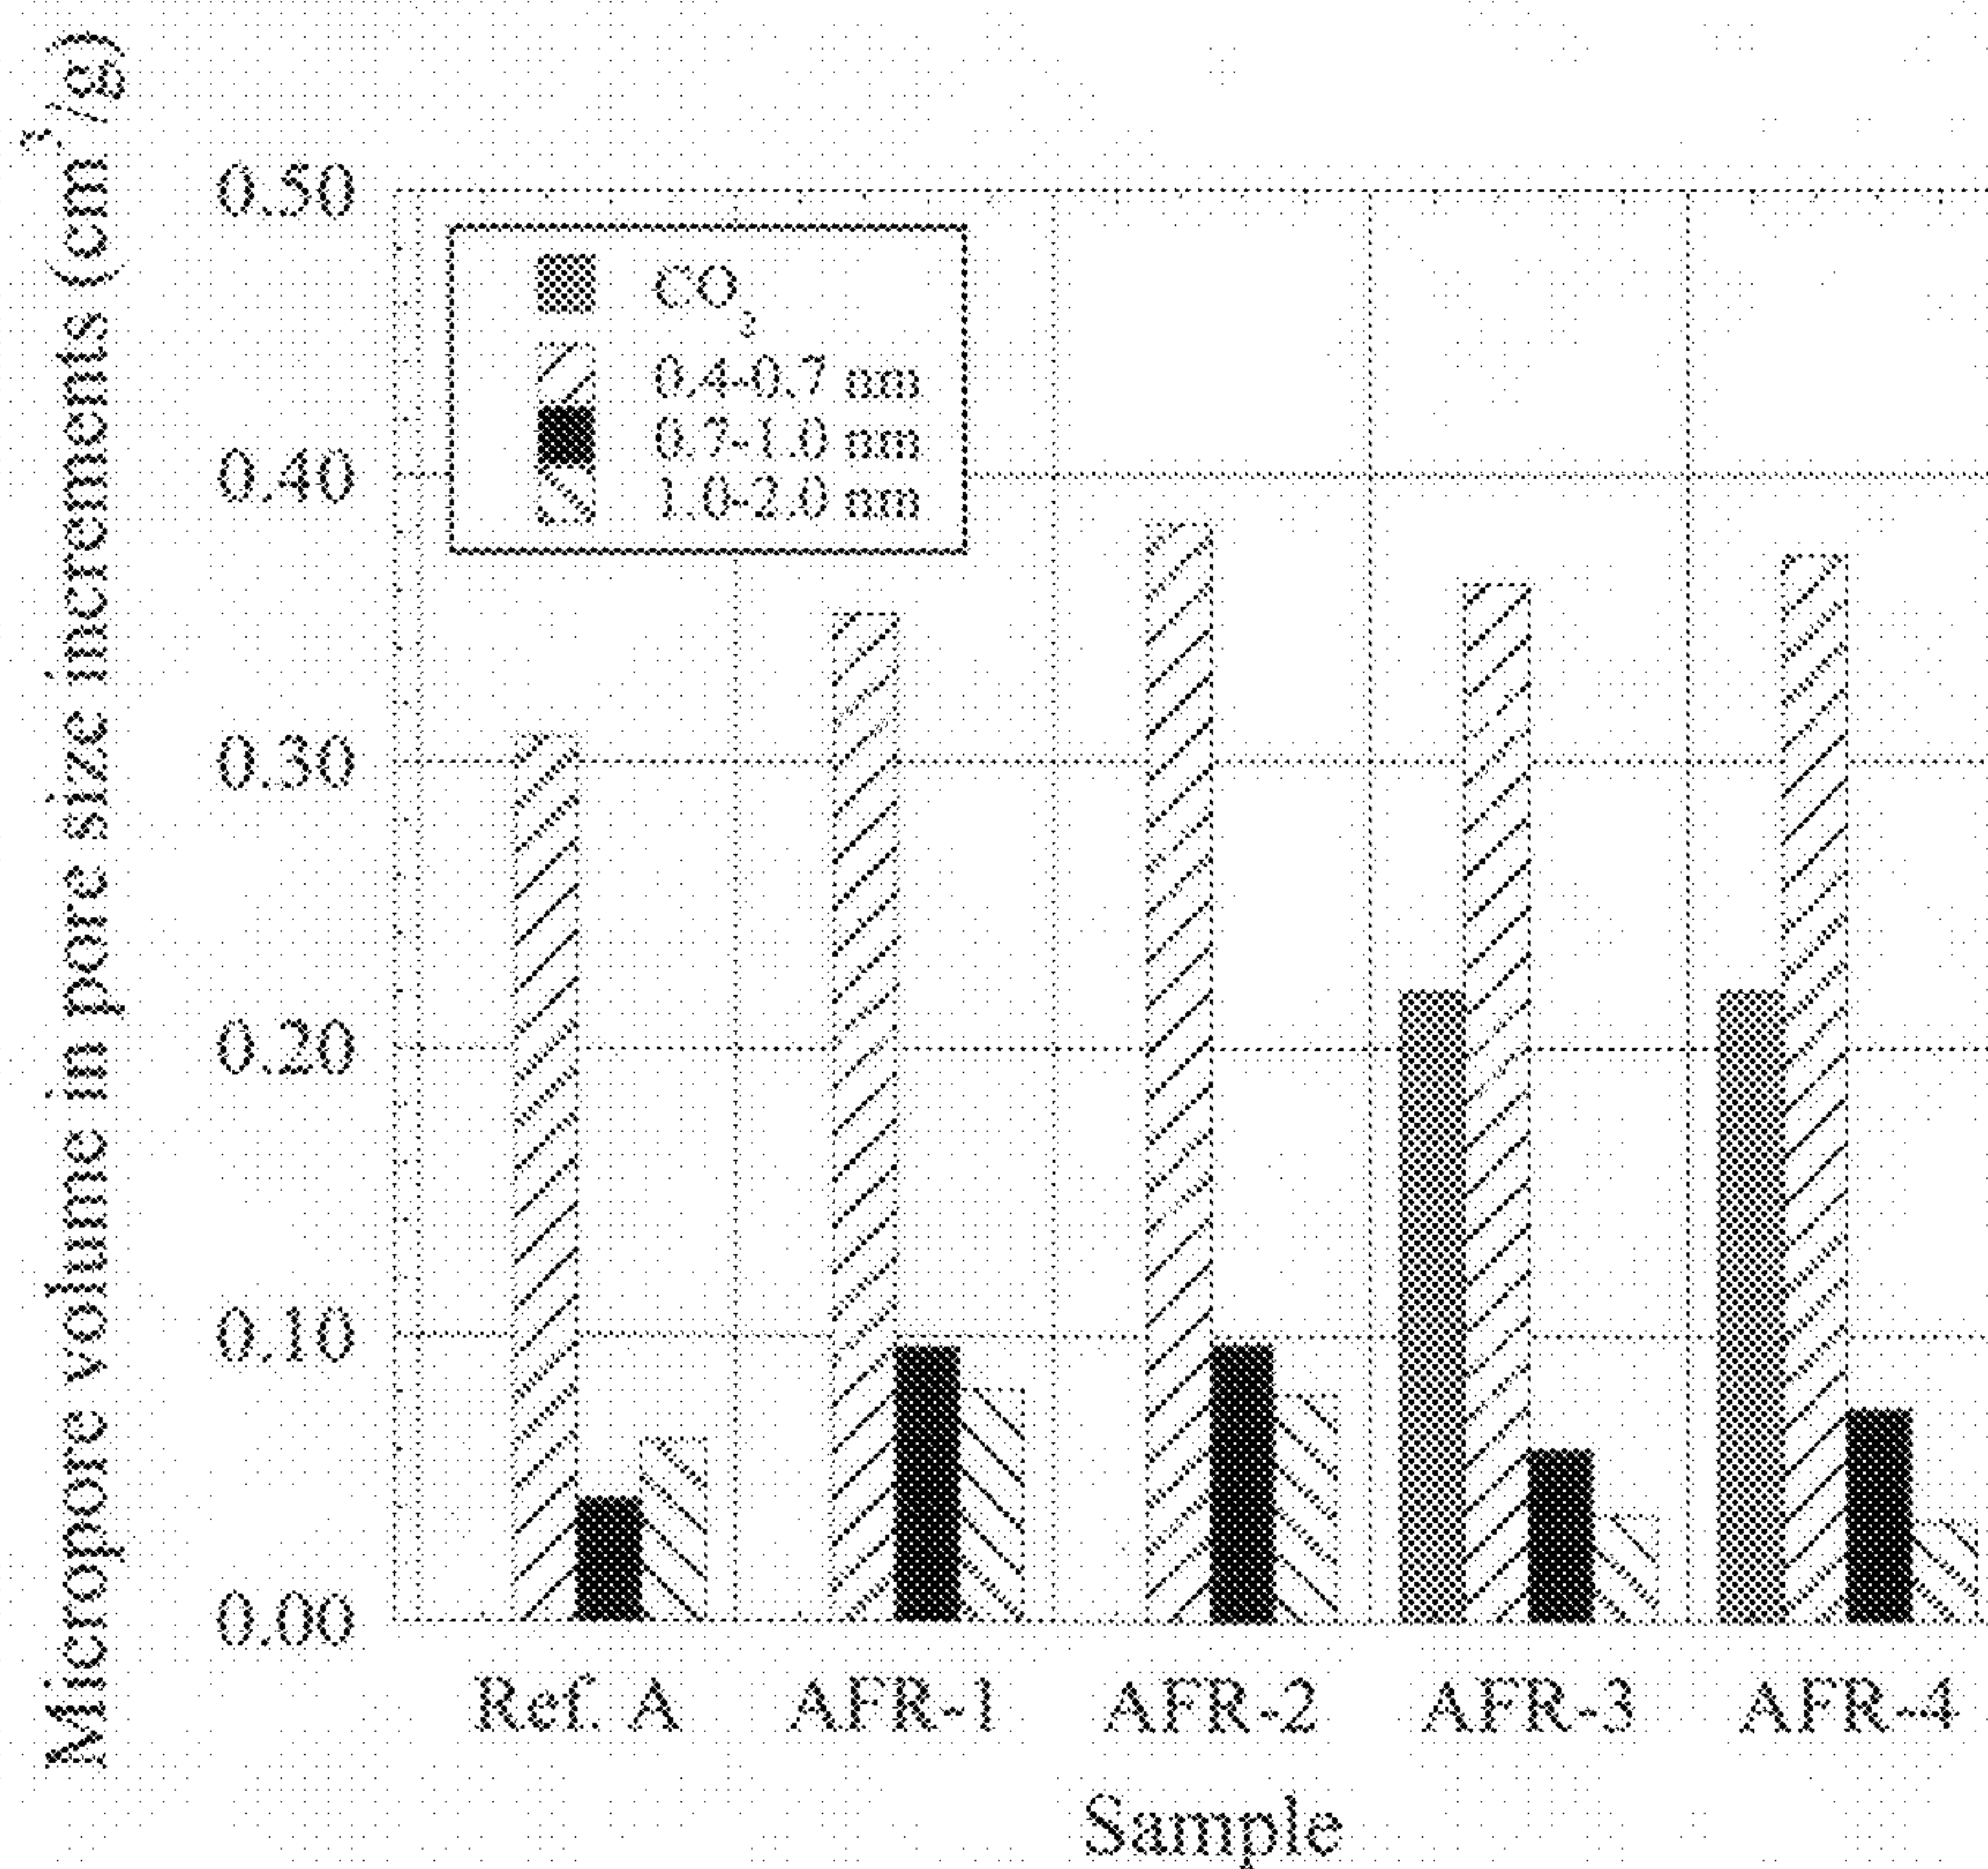 Micropore volume in pore size increments (cm³/g)
0.50
0.40
0.30
0.20
0.10
0.00
CO₂
0.4-0.7 nm
0.7-1.0 nm
1.0-2.0 nm
Ref. A AFR-1 AFR-2 AFR-3 AFR-4
Sample